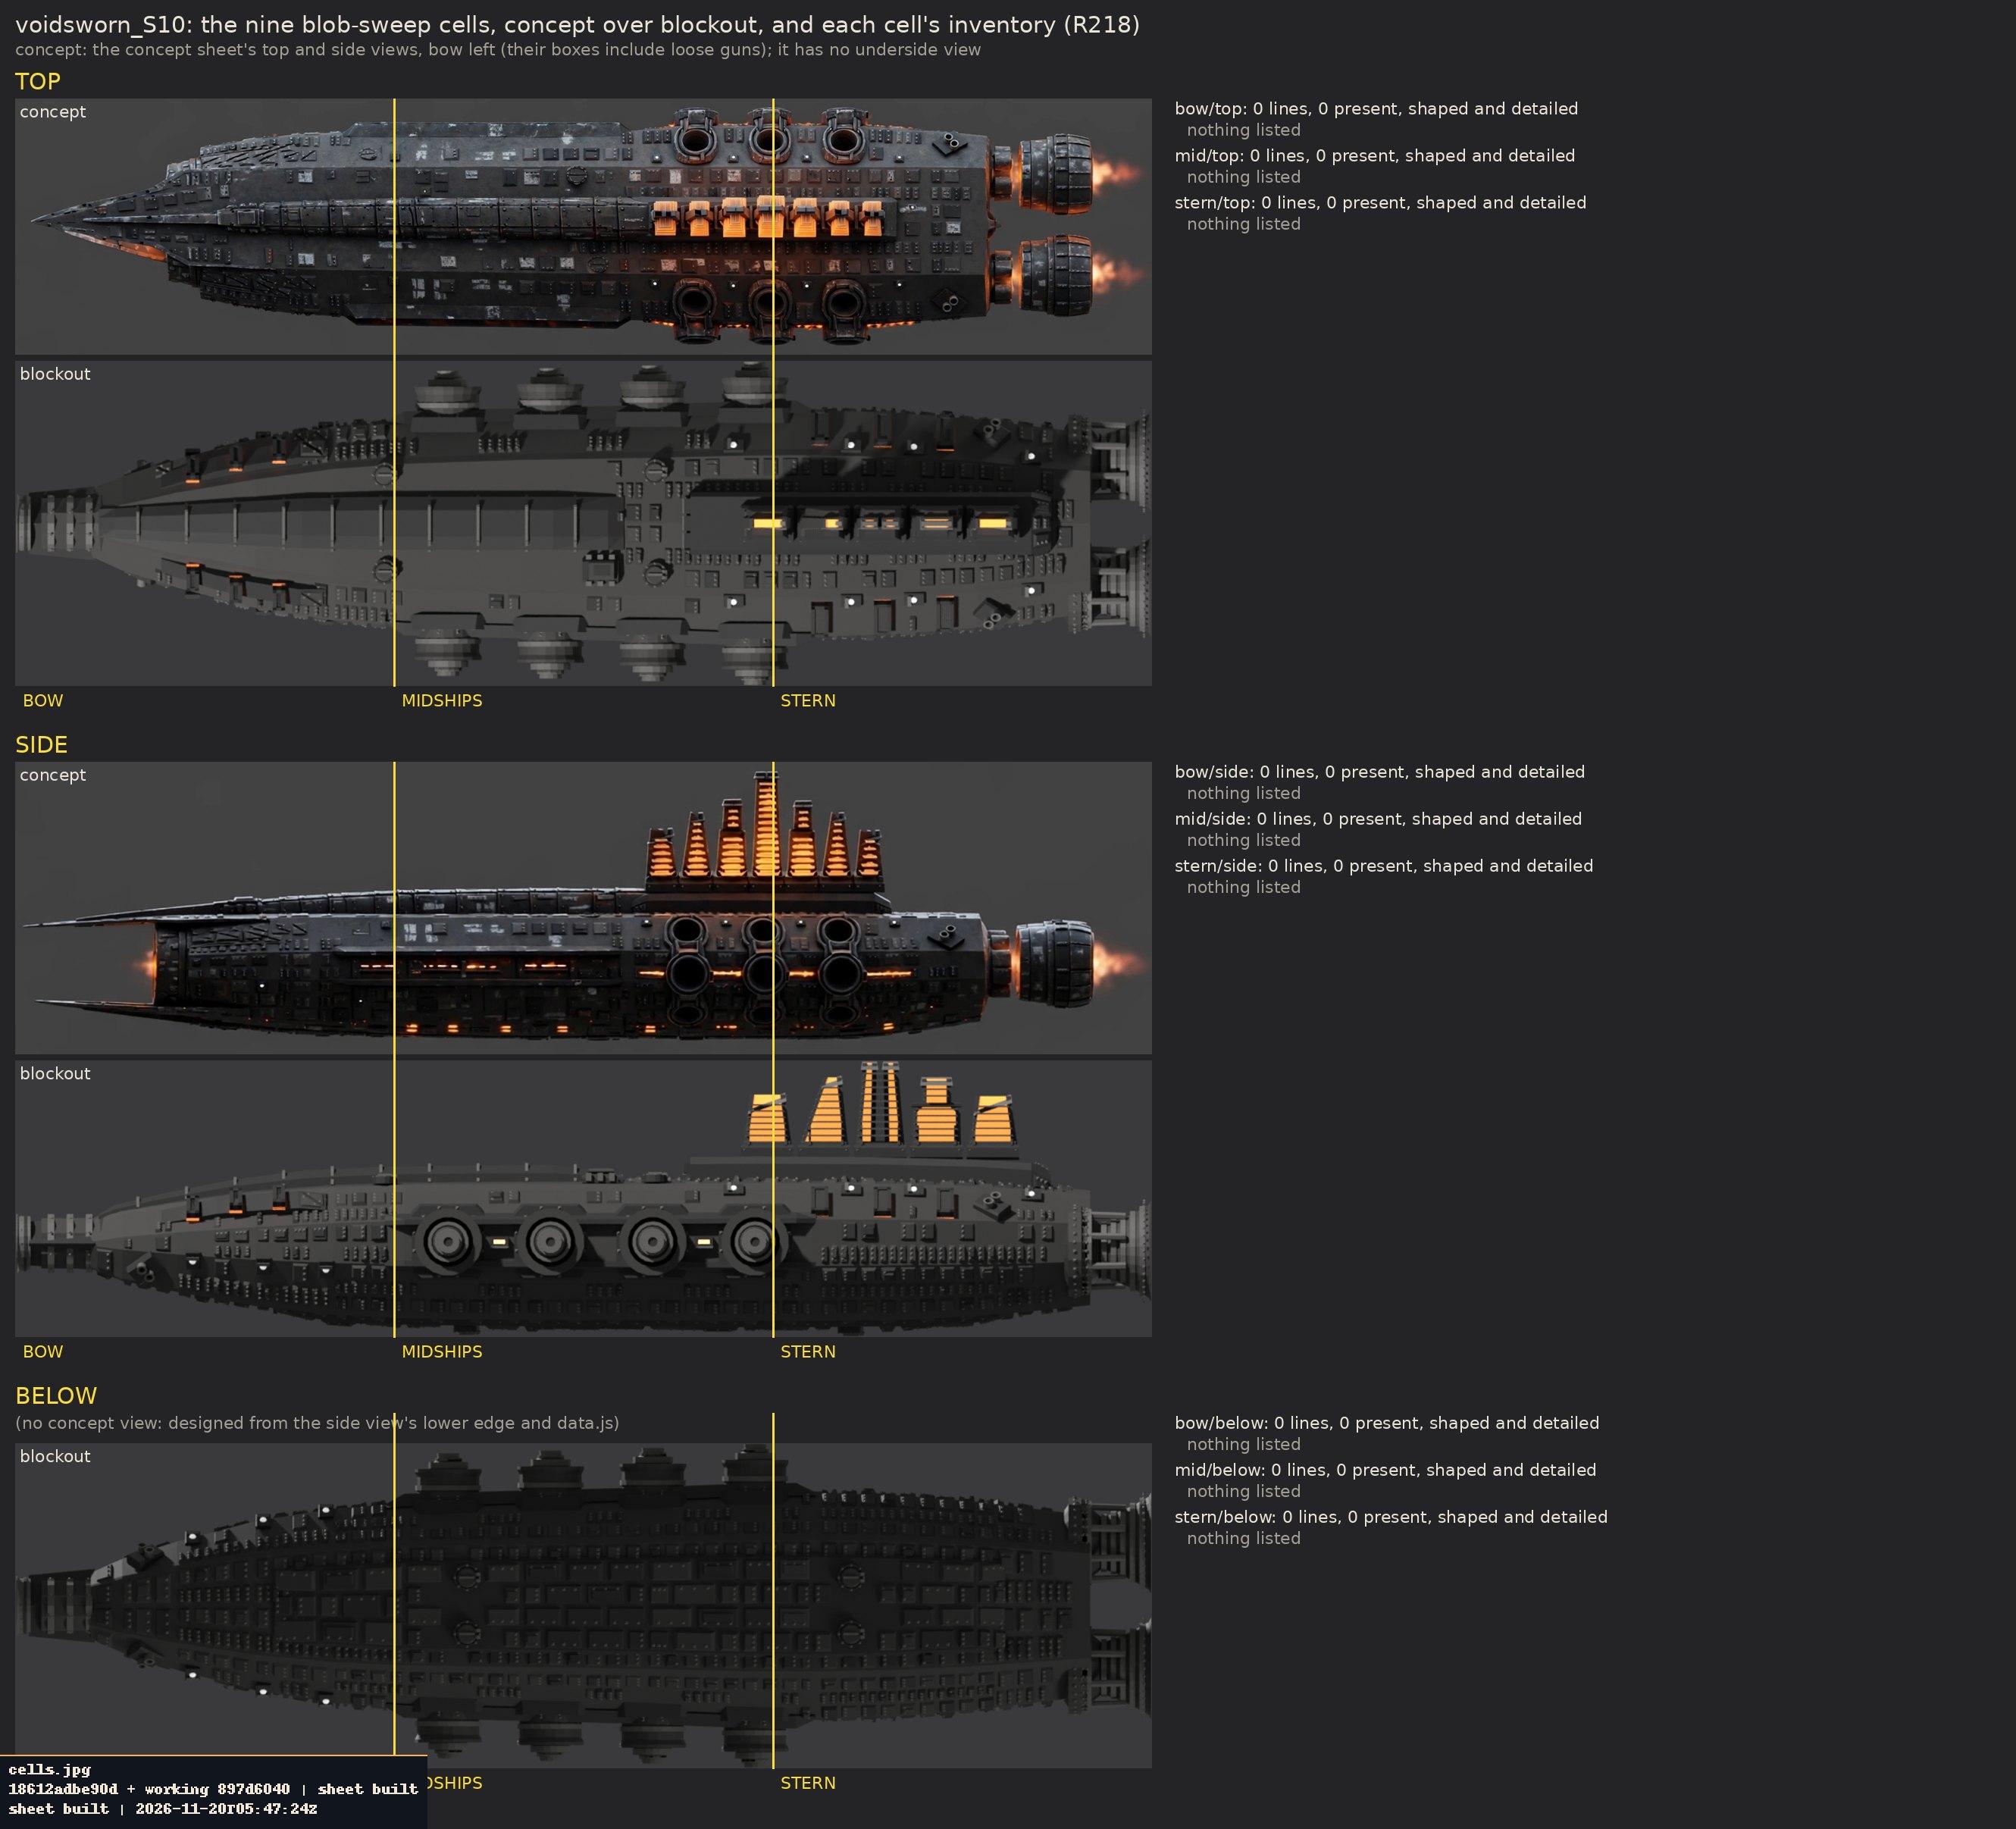 voidsworn_S10: the nine blob-sweep cells, concept over blockout, and each cell's inventory (R218)
concept: the concept sheet's top and side views, bow left (their boxes include loose guns); it has no underside view
TOP
concept
bow/top: 0 lines, 0 present, shaped and detailed
nothing listed
mid/top: 0 lines, 0 present, shaped and detailed
nothing listed
stern/top: 0 lines, 0 present, shaped and detailed
nothing listed
blockout
BOW
MIDSHIPS
STERN
SIDE
concept
bow/side: 0 lines, 0 present, shaped and detailed
nothing listed
mid/side: 0 lines, 0 present, shaped and detailed
nothing listed
stern/side: 0 lines, 0 present, shaped and detailed
nothing listed
blockout
BOW
MIDSHIPS
STERN
BELOW
(no concept view: designed from the side view's lower edge and data.js)
bow/below: 0 lines, 0 present, shaped and detailed
nothing listed
mid/below: 0 lines, 0 present, shaped and detailed
nothing listed
stern/below: 0 lines, 0 present, shaped and detailed
nothing listed
blockout
DSHIPS
STERN
cells.jpg
18612adbe90d + working 897d6040 | sheet built
sheet built | 2026-11-20T05:47:24z